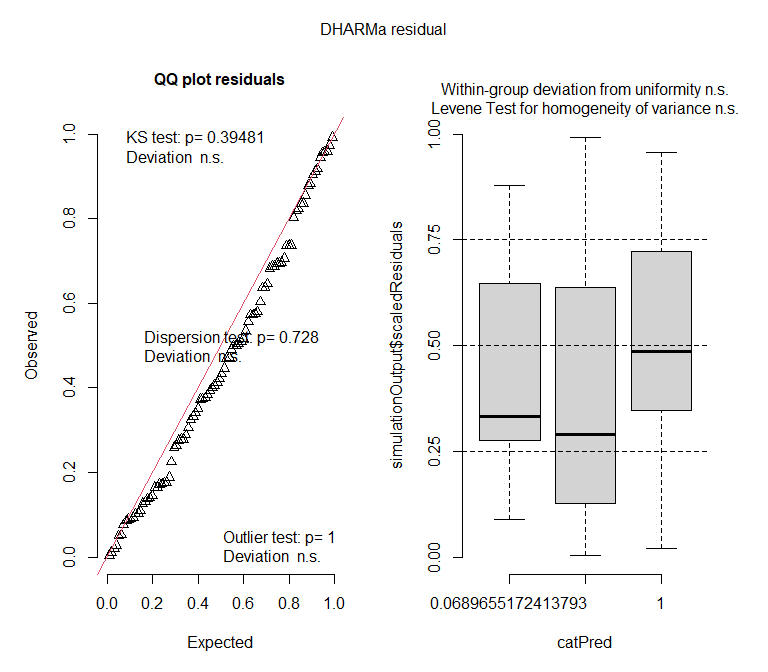 DHARMa residual
QQ plot residuals
KS test: p= 0.39481
Deviation n.s.
Dispersion test: p= 0.728
Deviation n.s.
Outlier test: p= 1
Deviation n.s.
Observed
0.0
0.2
0.4
0.6
0.8
1.0
0.0
0.2
0.4
0.6
0.8
1.0
Expected
Within-group deviation from uniformity n.s.
Levene Test for homogeneity of variance n.s.
simulationOutput$scaledResiduals
0.00
0.25
0.50
0.75
1.00
0.0689655172413793
1
catPred